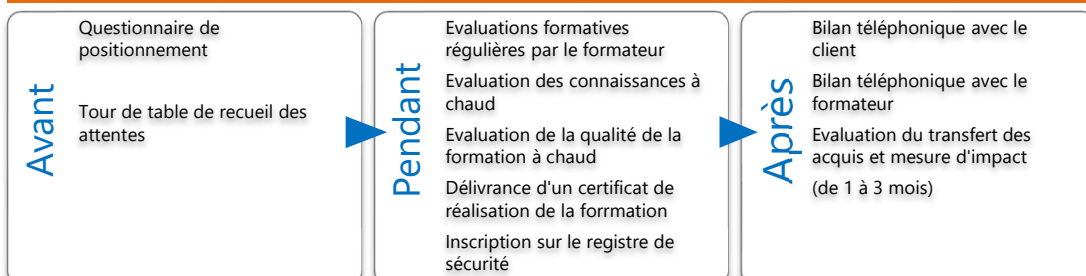 Avant
Questionnaire de
positionnement
Tour de table de recueil des
attentes
Pendant
Evaluations formatives
régulières par le formateur
Evaluation des connaissances à
chaud
Evaluation de la qualité de la
formation à chaud
Délivrance d'un certificat de
réalisation de la forrmation
Inscription sur le registre de
sécurité
Après
Bilan téléphonique avec le
client
Bilan téléphonique avec le
formateur
Evaluation du transfert des
acquis et mesure d'impact
(de 1 à 3 mois)